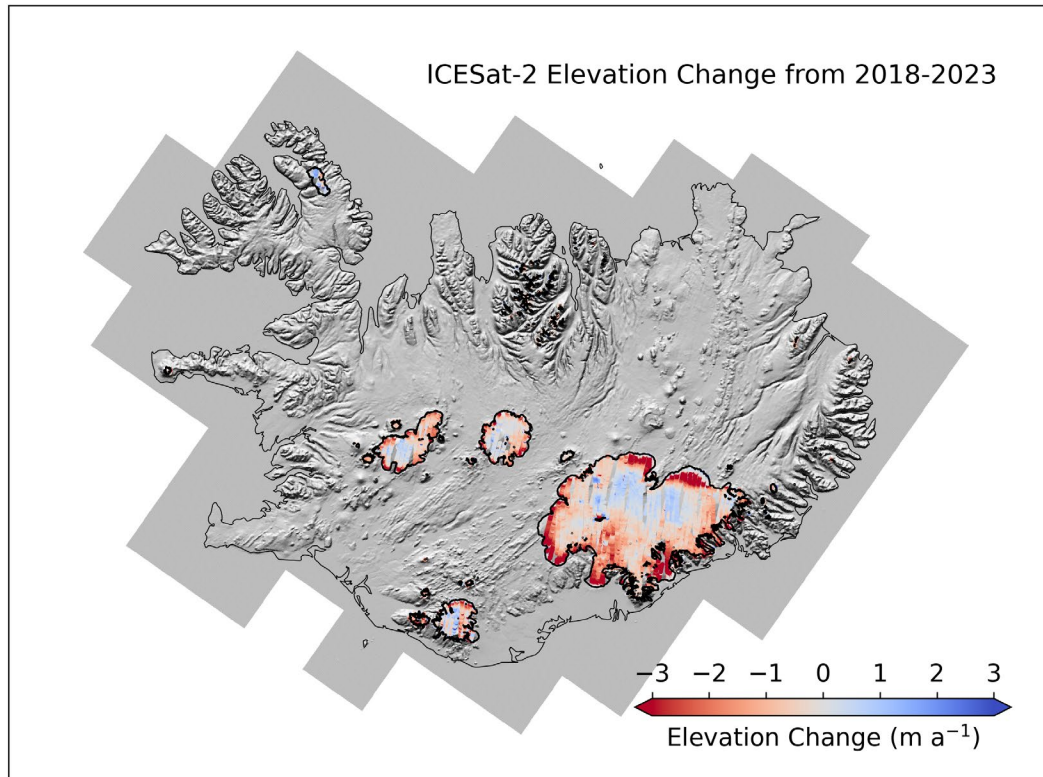 ICESat-2 Elevation Change from 2018-2023
−3 −2 −1 0 1 2 3
Elevation Change (m a⁻¹)